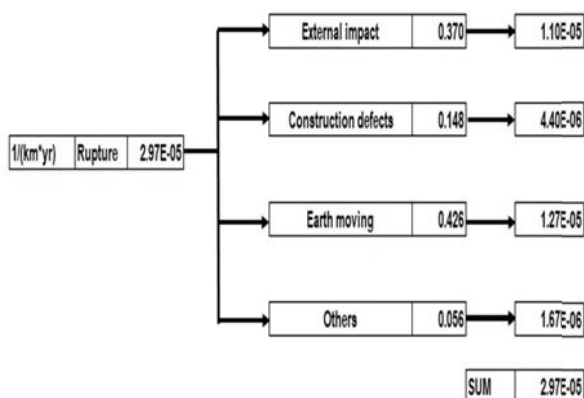 External impact 0.370 1.10E-05
Construction defects 0.148 4.40E-06
1/(km*yr) Rupture 2.97E-05
Earth moving 0.426 1.27E-05
Others 0.056 1.67E-06
SUM 2.97E-05